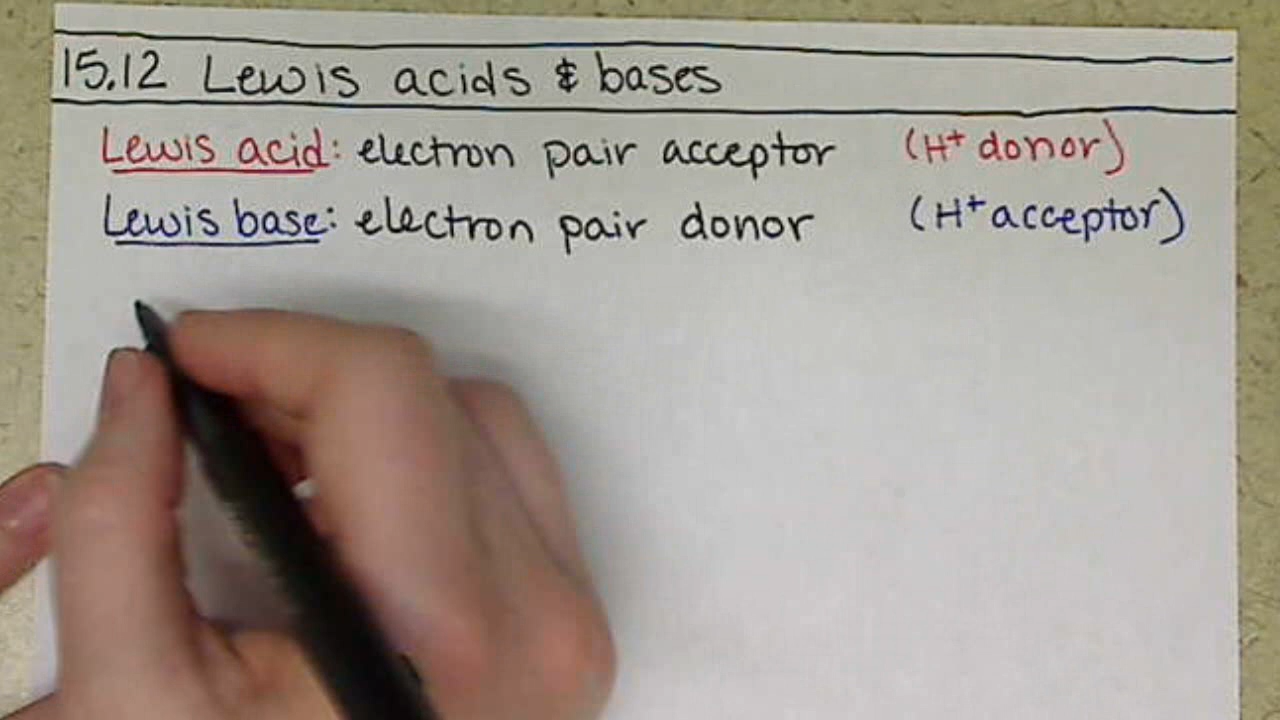 15.12 Lewis acids & bases
Lewis acid: electron pair acceptor (H⁺ donor)
Lewis base: electron pair donor (H⁺ acceptor)